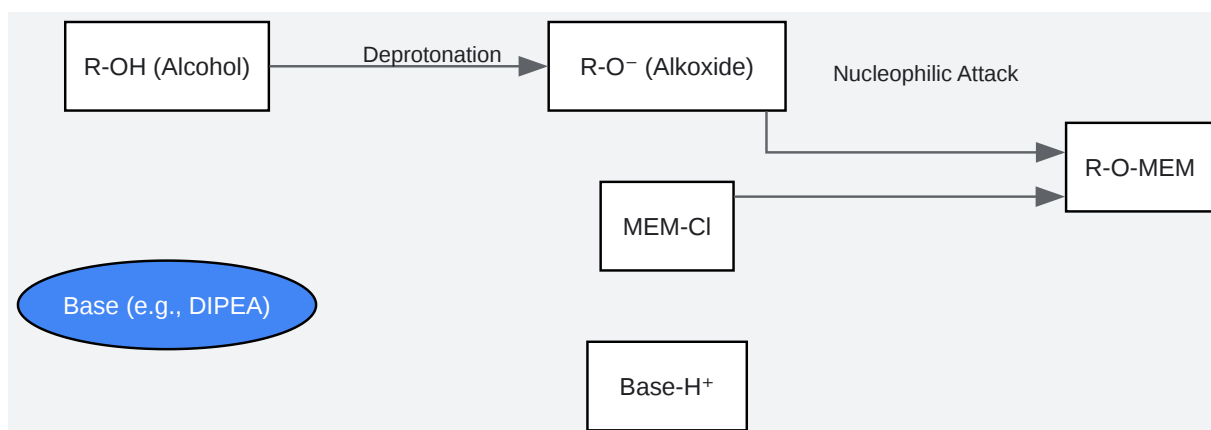 R-OH (Alcohol)
Deprotonation
R-O⁻ (Alkoxide)
Nucleophilic Attack
R-O-MEM
MEM-Cl
Base (e.g., DIPEA)
Base-H⁺